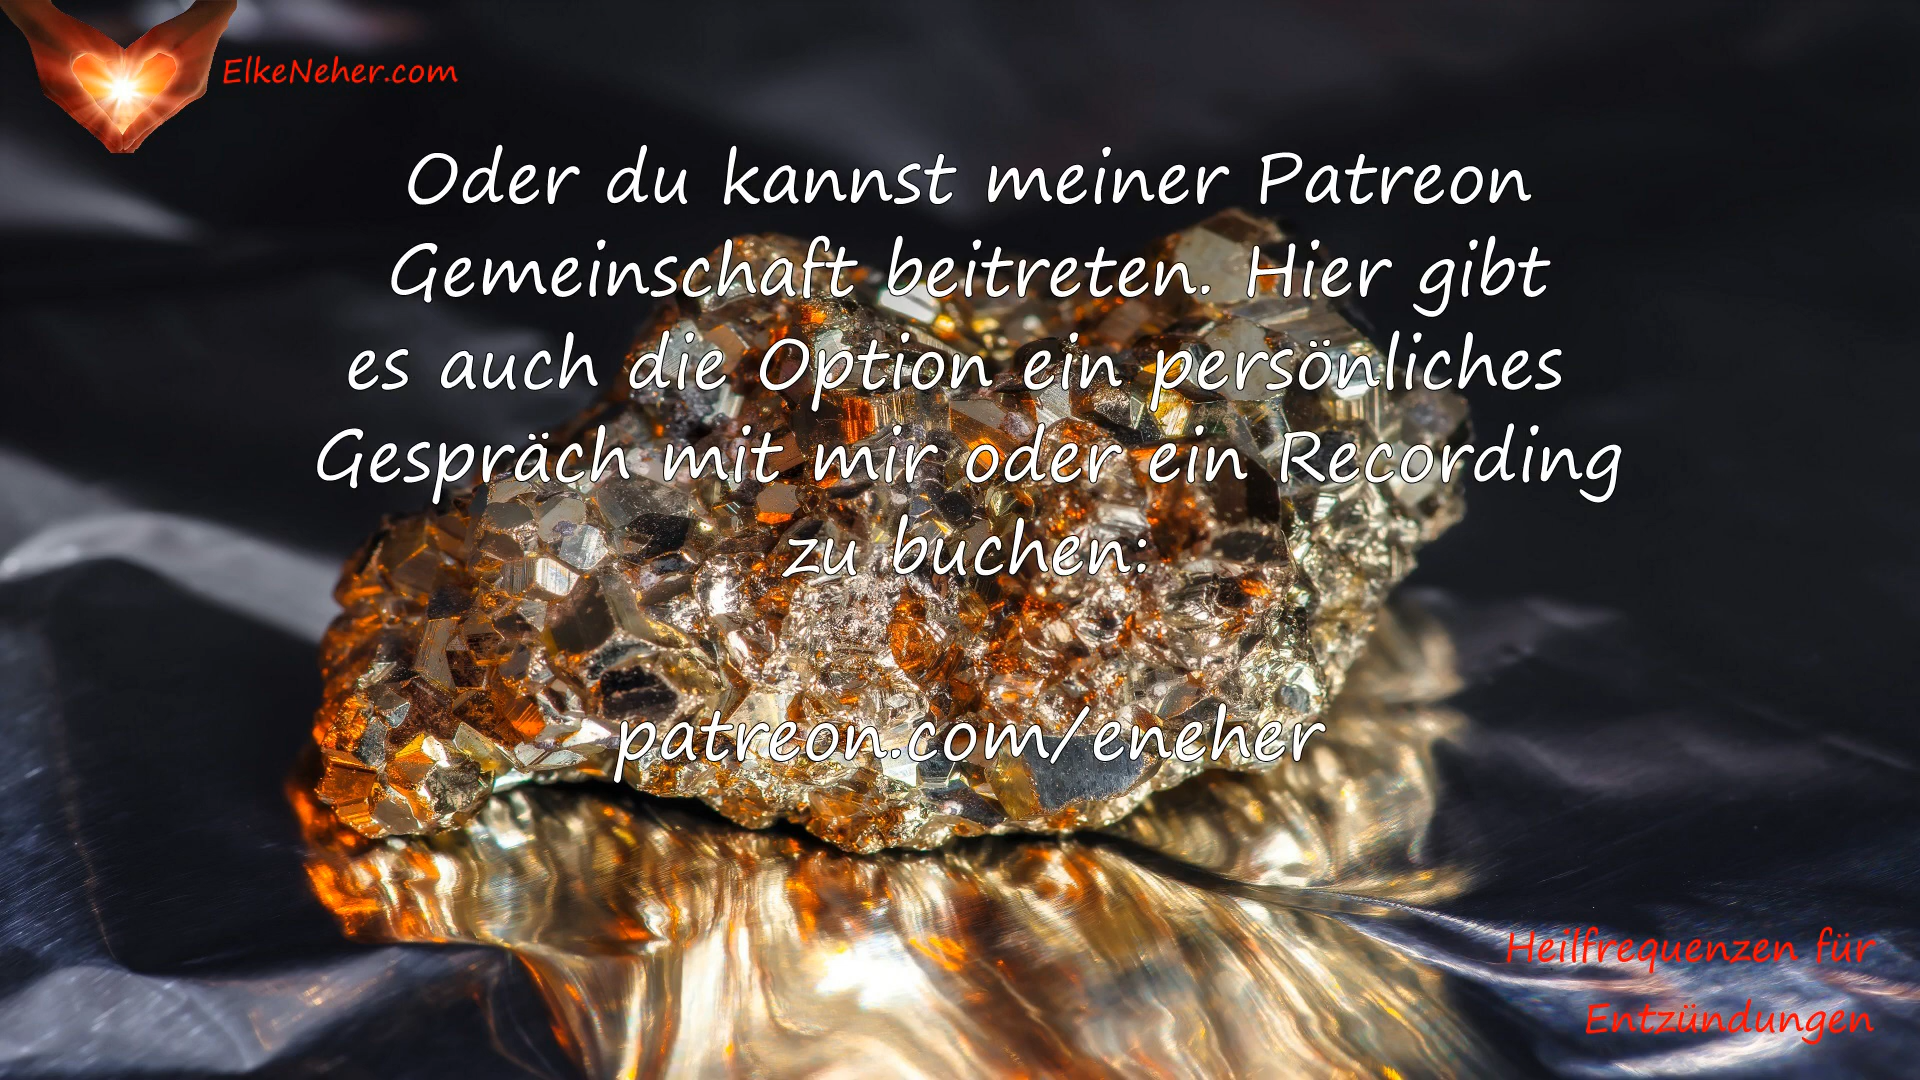 ElkeNeher.com
Oder du kannst meiner Patreon
Gemeinschaft beitreten. Hier gibt
es auch die Option ein persönliches
Gespräch mit mir oder ein Recording
zu buchen:
patreon.com/eneher
Heilfrequenzen für
Entzündungen